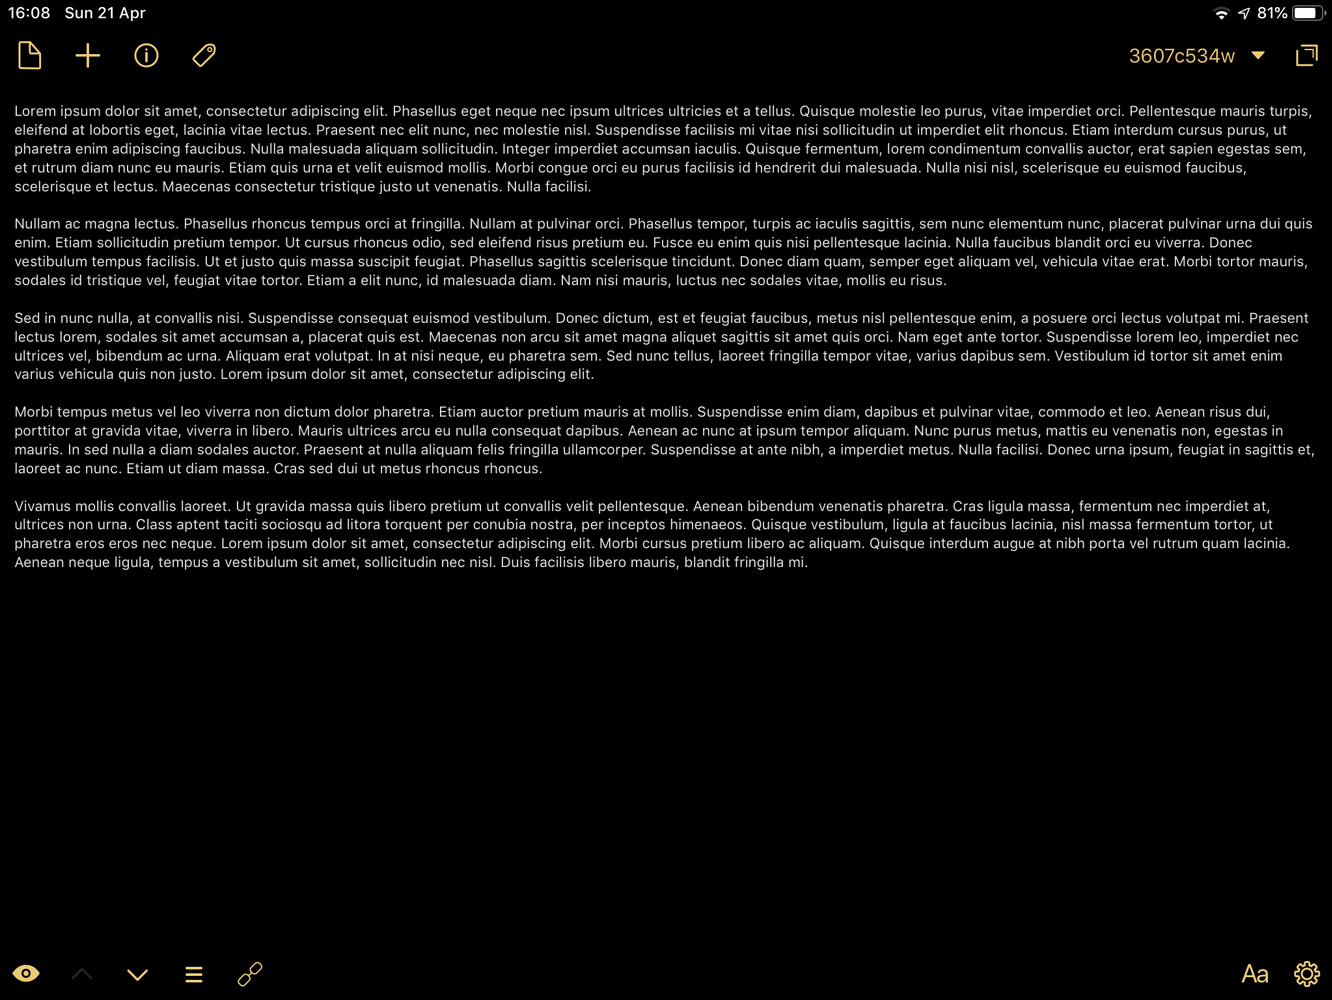 16:08 Sun 21 Apr 81%
3607c534w
Lorem ipsum dolor sit amet, consectetur adipiscing elit. Phasellus eget neque nec ipsum ultrices ultricies et a tellus. Quisque molestie leo purus, vitae imperdiet orci. Pellentesque mauris turpis,
eleifend at lobortis eget, lacinia vitae lectus. Praesent nec elit nunc, nec molestie nisl. Suspendisse facilisis mi vitae nisi sollicitudin ut imperdiet elit rhoncus. Etiam interdum cursus purus, ut
pharetra enim adipiscing faucibus. Nulla malesuada aliquam sollicitudin. Integer imperdiet accumsan iaculis. Quisque fermentum, lorem condimentum convallis auctor, erat sapien egestas sem,
et rutrum diam nunc eu mauris. Etiam quis urna et velit euismod mollis. Morbi congue orci eu purus facilisis id hendrerit dui malesuada. Nulla nisi nisl, scelerisque eu euismod faucibus,
scelerisque et lectus. Maecenas consectetur tristique justo ut venenatis. Nulla facilisi.
Nullam ac magna lectus. Phasellus rhoncus tempus orci at fringilla. Nullam at pulvinar orci. Phasellus tempor, turpis ac iaculis sagittis, sem nunc elementum nunc, placerat pulvinar urna dui quis
enim. Etiam sollicitudin pretium tempor. Ut cursus rhoncus odio, sed eleifend risus pretium eu. Fusce eu enim quis nisi pellentesque lacinia. Nulla faucibus blandit orci eu viverra. Donec
vestibulum tempus facilisis. Ut et justo quis massa suscipit feugiat. Phasellus sagittis scelerisque tincidunt. Donec diam quam, semper eget aliquam vel, vehicula vitae erat. Morbi tortor mauris,
sodales id tristique vel, feugiat vitae tortor. Etiam a elit nunc, id malesuada diam. Nam nisi mauris, luctus nec sodales vitae, mollis eu risus.
Sed in nunc nulla, at convallis nisi. Suspendisse consequat euismod vestibulum. Donec dictum, est et feugiat faucibus, metus nisl pellentesque enim, a posuere orci lectus volutpat mi. Praesent
lectus lorem, sodales sit amet accumsan a, placerat quis est. Maecenas non arcu sit amet magna aliquet sagittis sit amet quis orci. Nam eget ante tortor. Suspendisse lorem leo, imperdiet nec
ultrices vel, bibendum ac urna. Aliquam erat volutpat. In at nisi neque, eu pharetra sem. Sed nunc tellus, laoreet fringilla tempor vitae, varius dapibus sem. Vestibulum id tortor sit amet enim
varius vehicula quis non justo. Lorem ipsum dolor sit amet, consectetur adipiscing elit.
Morbi tempus metus vel leo viverra non dictum dolor pharetra. Etiam auctor pretium mauris at mollis. Suspendisse enim diam, dapibus et pulvinar vitae, commodo et leo. Aenean risus dui,
porttitor at gravida vitae, viverra in libero. Mauris ultrices arcu eu nulla consequat dapibus. Aenean ac nunc at ipsum tempor aliquam. Nunc purus metus, mattis eu venenatis non, egestas in
mauris. In sed nulla a diam sodales auctor. Praesent at nulla aliquam felis fringilla ullamcorper. Suspendisse at ante nibh, a imperdiet metus. Nulla facilisi. Donec urna ipsum, feugiat in sagittis et,
laoreet ac nunc. Etiam ut diam massa. Cras sed dui ut metus rhoncus rhoncus.
Vivamus mollis convallis laoreet. Ut gravida massa quis libero pretium ut convallis velit pellentesque. Aenean bibendum venenatis pharetra. Cras ligula massa, fermentum nec imperdiet at,
ultrices non urna. Class aptent taciti sociosqu ad litora torquent per conubia nostra, per inceptos himenaeos. Quisque vestibulum, ligula at faucibus lacinia, nisl massa fermentum tortor, ut
pharetra eros eros nec neque. Lorem ipsum dolor sit amet, consectetur adipiscing elit. Morbi cursus pretium libero ac aliquam. Quisque interdum augue at nibh porta vel rutrum quam lacinia.
Aenean neque ligula, tempus a vestibulum sit amet, sollicitudin nec nisl. Duis facilisis libero mauris, blandit fringilla mi.
Aa